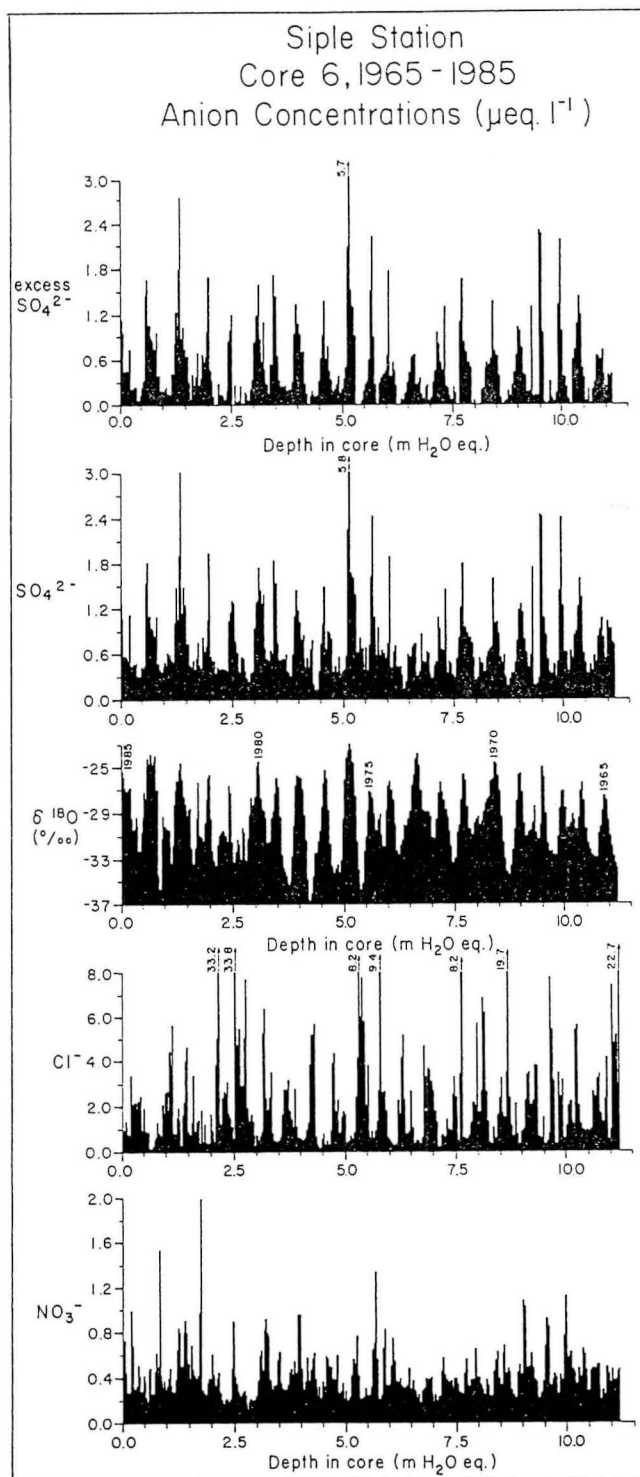 Siple Station
Core 6, 1965-1985
Anion Concentrations (µeq. l⁻¹)
5.7
3.0
2.4
1.8
1.2
0.6
0.0
excess
SO₄²⁻
0.0 2.5 5.0 7.5 10.0
Depth in core (m H₂O eq.)
5.8
3.0
2.4
1.8
1.2
0.6
0.0
SO₄²⁻
0.0 2.5 5.0 7.5 10.0
1985 1980 1975 1970 1965
-25
-29
-33
-37
δ ¹⁸O
(°/oo)
0.0 2.5 5.0 7.5 10.0
Depth in core (m H₂O eq.)
33.2 33.8 8.2 9.4 8.2 19.7 22.7
8.0
6.0
4.0
2.0
0.0
Cl⁻
0.0 2.5 5.0 7.5 10.0
2.0
1.6
1.2
0.8
0.4
0.0
NO₃⁻
0.0 2.5 5.0 7.5 10.0
Depth in core (m H₂O eq.)